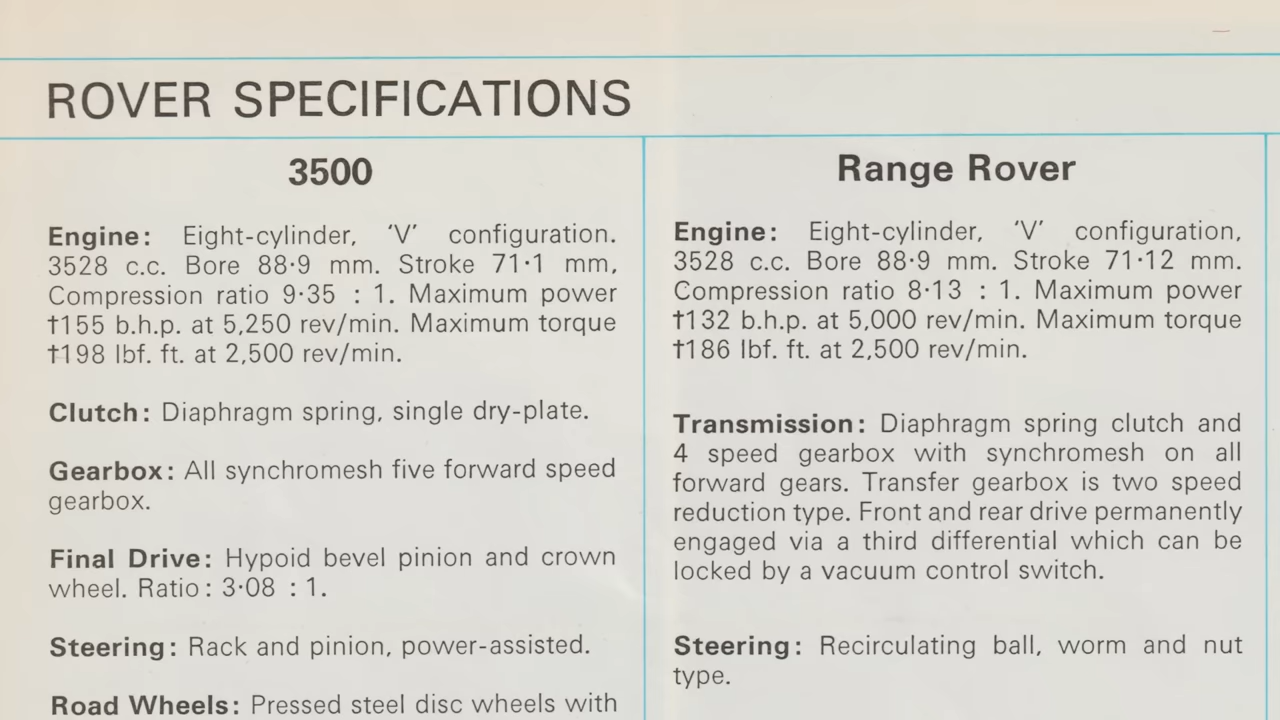 ROVER SPECIFICATIONS
3500
Engine: Eight-cylinder, ‘V’ configuration.
3528 c.c. Bore 88·9 mm. Stroke 71·1 mm,
Compression ratio 9·35 : 1. Maximum power
†155 b.h.p. at 5,250 rev/min. Maximum torque
†198 lbf. ft. at 2,500 rev/min.
Clutch: Diaphragm spring, single dry-plate.
Gearbox: All synchromesh five forward speed
gearbox.
Final Drive: Hypoid bevel pinion and crown
wheel. Ratio: 3·08 : 1.
Steering: Rack and pinion, power-assisted.
Road Wheels: Pressed steel disc wheels with
Range Rover
Engine: Eight-cylinder, ‘V’ configuration,
3528 c.c. Bore 88·9 mm. Stroke 71·12 mm.
Compression ratio 8·13 : 1. Maximum power
†132 b.h.p. at 5,000 rev/min. Maximum torque
†186 lbf. ft. at 2,500 rev/min.
Transmission: Diaphragm spring clutch and
4 speed gearbox with synchromesh on all
forward gears. Transfer gearbox is two speed
reduction type. Front and rear drive permanently
engaged via a third differential which can be
locked by a vacuum control switch.
Steering: Recirculating ball, worm and nut
type.